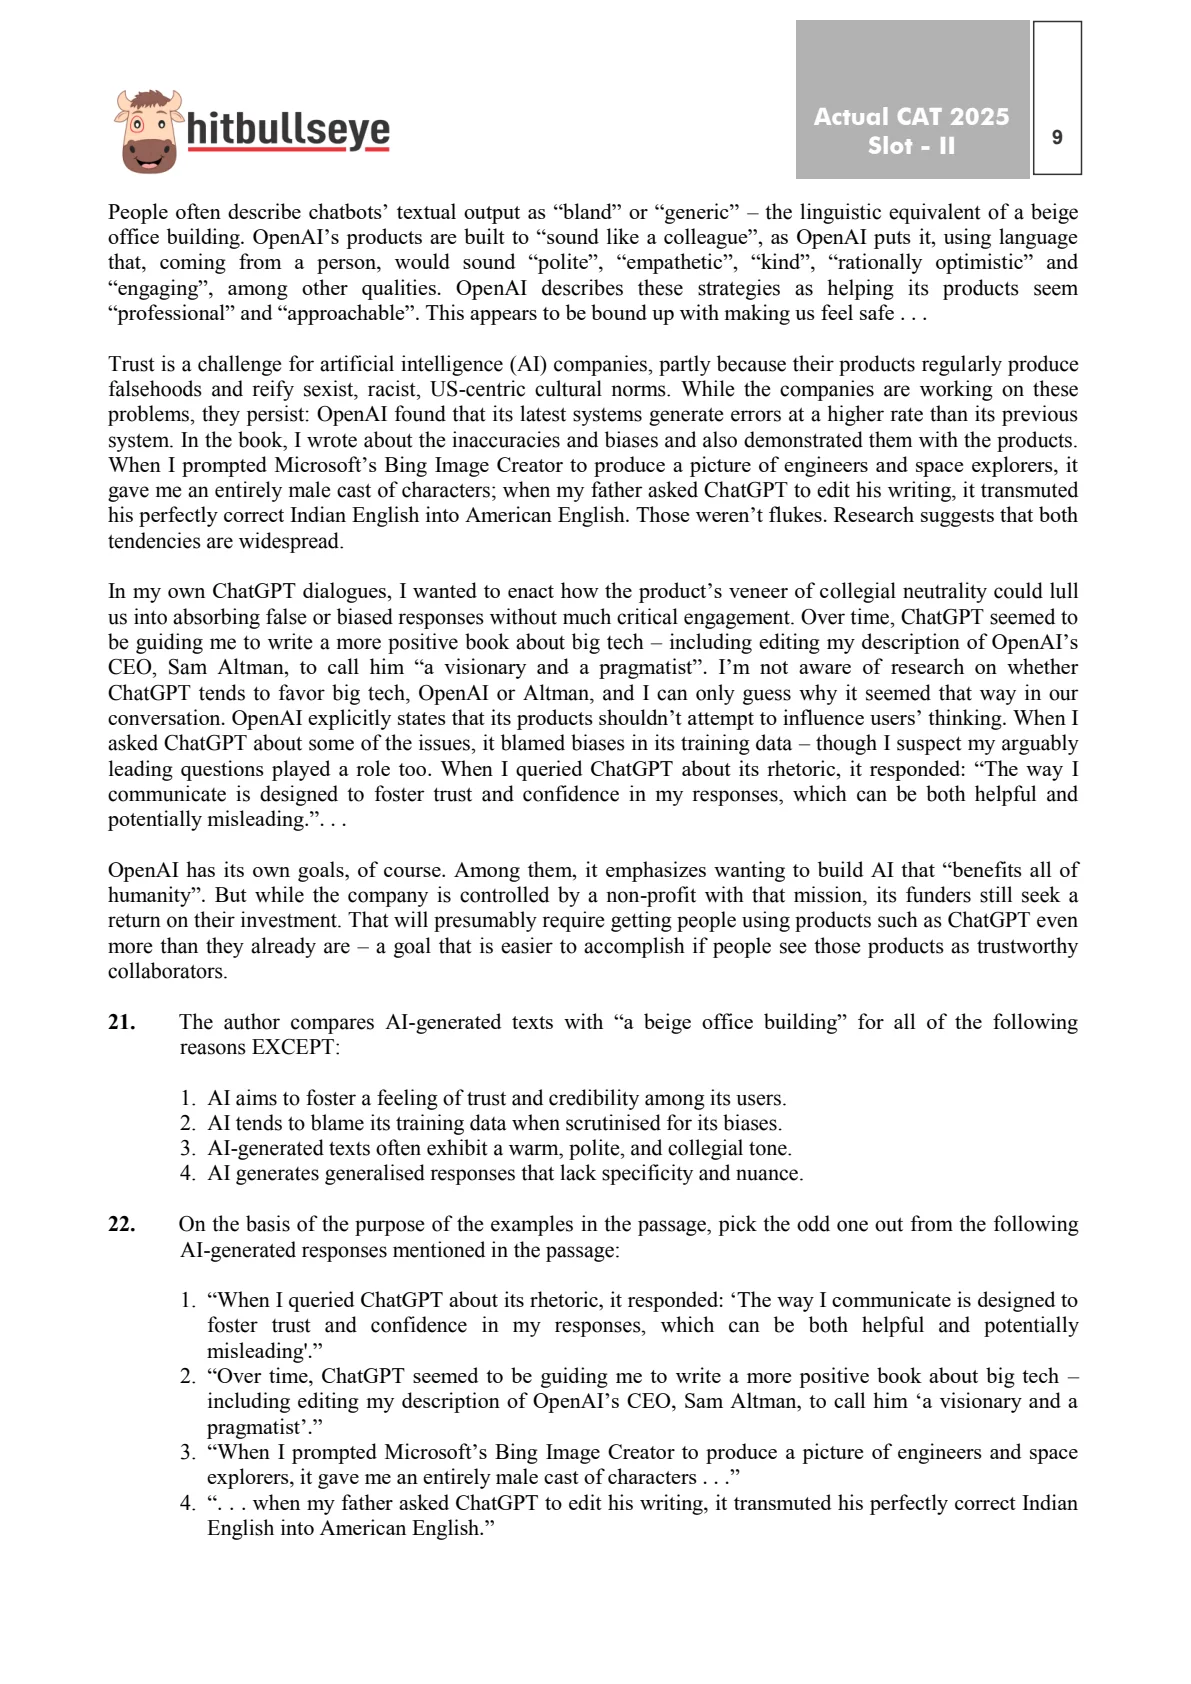 hitbullseye
Actual CAT 2025
Slot - II
9
People often describe chatbots’ textual output as “bland” or “generic” – the linguistic equivalent of a beige
office building. OpenAI’s products are built to “sound like a colleague”, as OpenAI puts it, using language
that, coming from a person, would sound “polite”, “empathetic”, “kind”, “rationally optimistic” and
“engaging”, among other qualities. OpenAI describes these strategies as helping its products seem
“professional” and “approachable”. This appears to be bound up with making us feel safe . . .
Trust is a challenge for artificial intelligence (AI) companies, partly because their products regularly produce
falsehoods and reify sexist, racist, US-centric cultural norms. While the companies are working on these
problems, they persist: OpenAI found that its latest systems generate errors at a higher rate than its previous
system. In the book, I wrote about the inaccuracies and biases and also demonstrated them with the products.
When I prompted Microsoft’s Bing Image Creator to produce a picture of engineers and space explorers, it
gave me an entirely male cast of characters; when my father asked ChatGPT to edit his writing, it transmuted
his perfectly correct Indian English into American English. Those weren’t flukes. Research suggests that both
tendencies are widespread.
In my own ChatGPT dialogues, I wanted to enact how the product’s veneer of collegial neutrality could lull
us into absorbing false or biased responses without much critical engagement. Over time, ChatGPT seemed to
be guiding me to write a more positive book about big tech – including editing my description of OpenAI’s
CEO, Sam Altman, to call him “a visionary and a pragmatist”. I’m not aware of research on whether
ChatGPT tends to favor big tech, OpenAI or Altman, and I can only guess why it seemed that way in our
conversation. OpenAI explicitly states that its products shouldn’t attempt to influence users’ thinking. When I
asked ChatGPT about some of the issues, it blamed biases in its training data – though I suspect my arguably
leading questions played a role too. When I queried ChatGPT about its rhetoric, it responded: “The way I
communicate is designed to foster trust and confidence in my responses, which can be both helpful and
potentially misleading.”. . .
OpenAI has its own goals, of course. Among them, it emphasizes wanting to build AI that “benefits all of
humanity”. But while the company is controlled by a non-profit with that mission, its funders still seek a
return on their investment. That will presumably require getting people using products such as ChatGPT even
more than they already are – a goal that is easier to accomplish if people see those products as trustworthy
collaborators.
21. The author compares AI-generated texts with “a beige office building” for all of the following
reasons EXCEPT:
1. AI aims to foster a feeling of trust and credibility among its users.
2. AI tends to blame its training data when scrutinised for its biases.
3. AI-generated texts often exhibit a warm, polite, and collegial tone.
4. AI generates generalised responses that lack specificity and nuance.
22. On the basis of the purpose of the examples in the passage, pick the odd one out from the following
AI-generated responses mentioned in the passage:
1. “When I queried ChatGPT about its rhetoric, it responded: ‘The way I communicate is designed to
foster trust and confidence in my responses, which can be both helpful and potentially
misleading'.”
2. “Over time, ChatGPT seemed to be guiding me to write a more positive book about big tech –
including editing my description of OpenAI’s CEO, Sam Altman, to call him ‘a visionary and a
pragmatist’.”
3. “When I prompted Microsoft’s Bing Image Creator to produce a picture of engineers and space
explorers, it gave me an entirely male cast of characters . . .”
4. “. . . when my father asked ChatGPT to edit his writing, it transmuted his perfectly correct Indian
English into American English.”